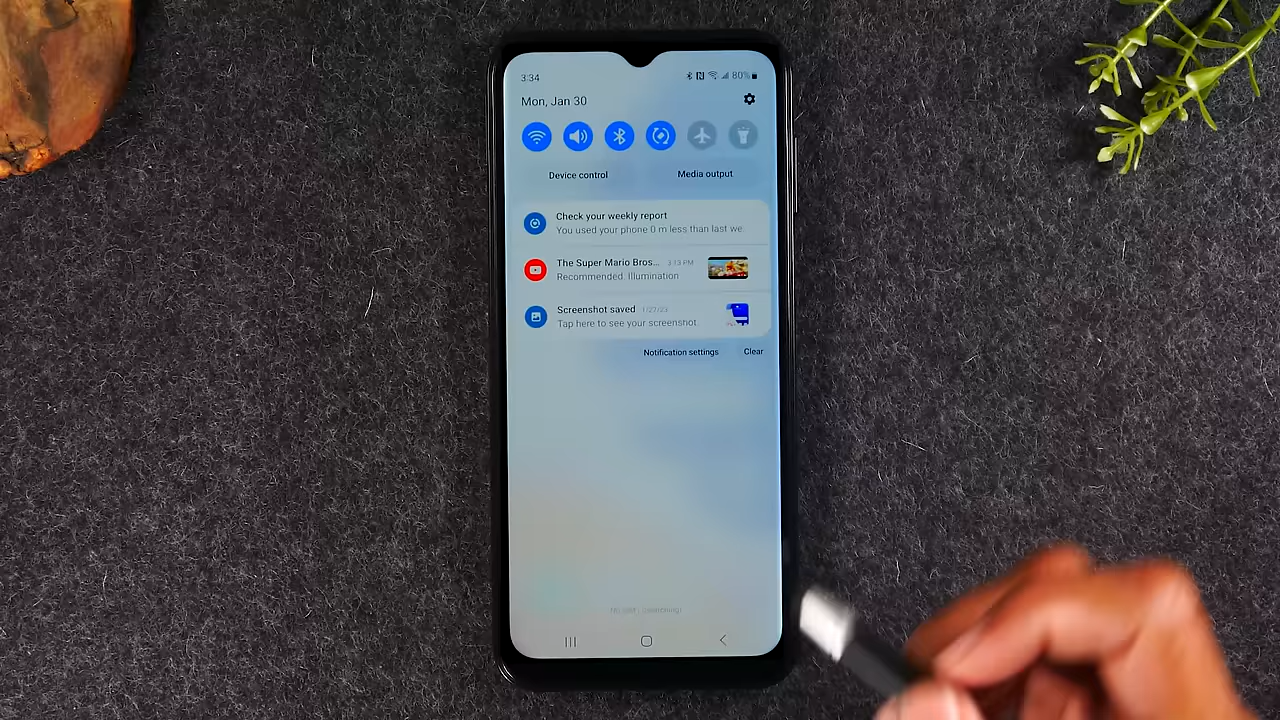 3:34
80%
Mon, Jan 30
Device control
Media output
Check your weekly report
You used your phone 0 m less than last we
The Super Mario Bros... 3:13 PM
Recommended. Illumination
Screenshot saved 1/27/23
Tap here to see your screenshot.
Notification settings
Clear